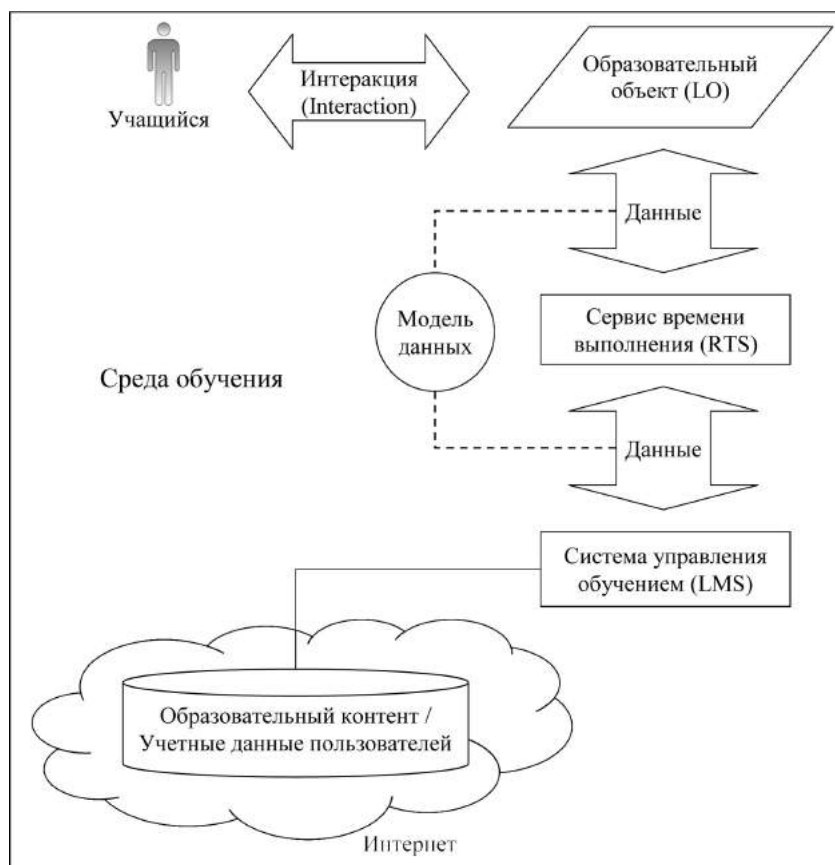 Учащийся
Интеракция
(Interaction)
Образовательный
объект (LO)
Данные
Модель
данных
Сервис времени
выполнения (RTS)
Среда обучения
Данные
Система управления
обучением (LMS)
Образовательный контент /
Учетные данные пользователей
Интернет